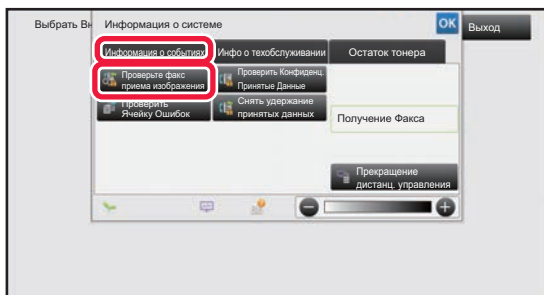 Выбрать Вн
Информация о системе
OK
Выход
Информация о событиях
Инфо о техобслуживании
Остаток тонера
Проверьте факс
приема изображения
Проверить Конфиденц.
Принятые Данные
Проверить
Ячейку Ошибок
Снять удержание
принятых данных
Получение Факса
Прекращение
дистанц. управления